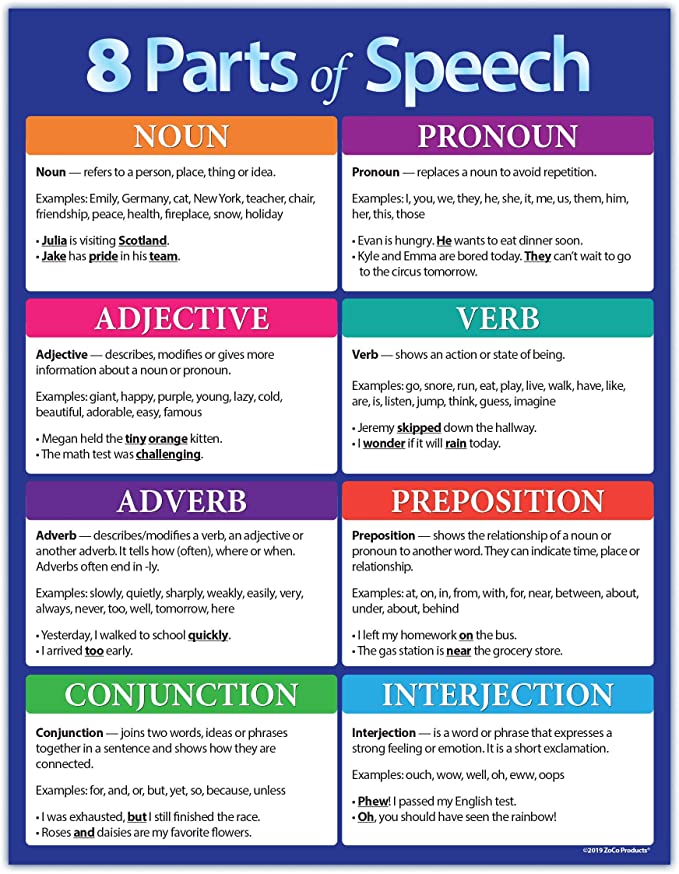 8 Parts of Speech
NOUN
Noun — refers to a person, place, thing or idea.
Examples: Emily, Germany, cat, New York, teacher, chair,
friendship, peace, health, fireplace, snow, holiday
• Julia is visiting Scotland.
• Jake has pride in his team.
PRONOUN
Pronoun — replaces a noun to avoid repetition.
Examples: I, you, we, they, he, she, it, me, us, them, him,
her, this, those
• Evan is hungry. He wants to eat dinner soon.
• Kyle and Emma are bored today. They can't wait to go
to the circus tomorrow.
ADJECTIVE
Adjective — describes, modifies or gives more
information about a noun or pronoun.
Examples: giant, happy, purple, young, lazy, cold,
beautiful, adorable, easy, famous
• Megan held the tiny orange kitten.
• The math test was challenging.
VERB
Verb — shows an action or state of being.
Examples: go, snore, run, eat, play, live, walk, have, like,
are, is, listen, jump, think, guess, imagine
• Jeremy skipped down the hallway.
• I wonder if it will rain today.
ADVERB
Adverb — describes/modifies a verb, an adjective or
another adverb. It tells how (often), where or when.
Adverbs often end in -ly.
Examples: slowly, quietly, sharply, weakly, easily, very,
always, never, too, well, tomorrow, here
• Yesterday, I walked to school quickly.
• I arrived too early.
PREPOSITION
Preposition — shows the relationship of a noun or
pronoun to another word. They can indicate time, place or
relationship.
Examples: at, on, in, from, with, for, near, between, about,
under, about, behind
• I left my homework on the bus.
• The gas station is near the grocery store.
CONJUNCTION
Conjunction — joins two words, ideas or phrases
together in a sentence and shows how they are
connected.
Examples: for, and, or, but, yet, so, because, unless
• I was exhausted, but I still finished the race.
• Roses and daisies are my favorite flowers.
INTERJECTION
Interjection — is a word or phrase that expresses a
strong feeling or emotion. It is a short exclamation.
Examples: ouch, wow, well, oh, eww, oops
• Phew! I passed my English test.
• Oh, you should have seen the rainbow!
©2019 ZoCo Products®